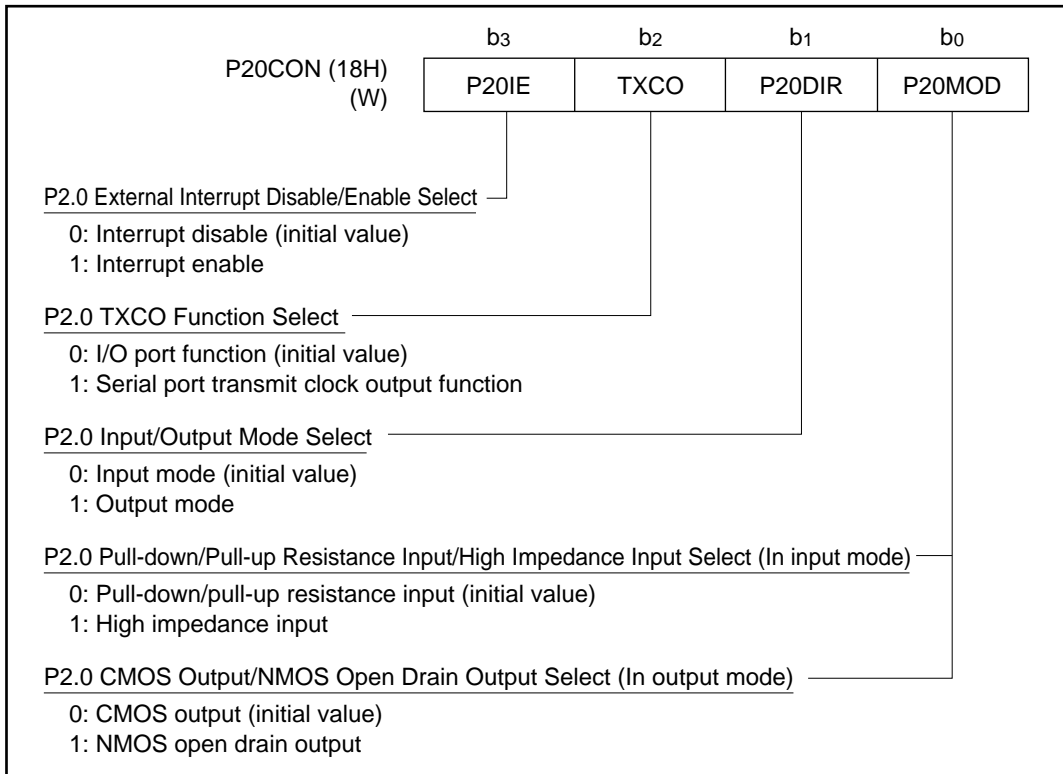 b3 b2 b1 b0
P20CON (18H)
(W)
P20IE TXCO P20DIR P20MOD
P2.0 External Interrupt Disable/Enable Select
0: Interrupt disable (initial value)
1: Interrupt enable
P2.0 TXCO Function Select
0: I/O port function (initial value)
1: Serial port transmit clock output function
P2.0 Input/Output Mode Select
0: Input mode (initial value)
1: Output mode
P2.0 Pull-down/Pull-up Resistance Input/High Impedance Input Select (In input mode)
0: Pull-down/pull-up resistance input (initial value)
1: High impedance input
P2.0 CMOS Output/NMOS Open Drain Output Select (In output mode)
0: CMOS output (initial value)
1: NMOS open drain output